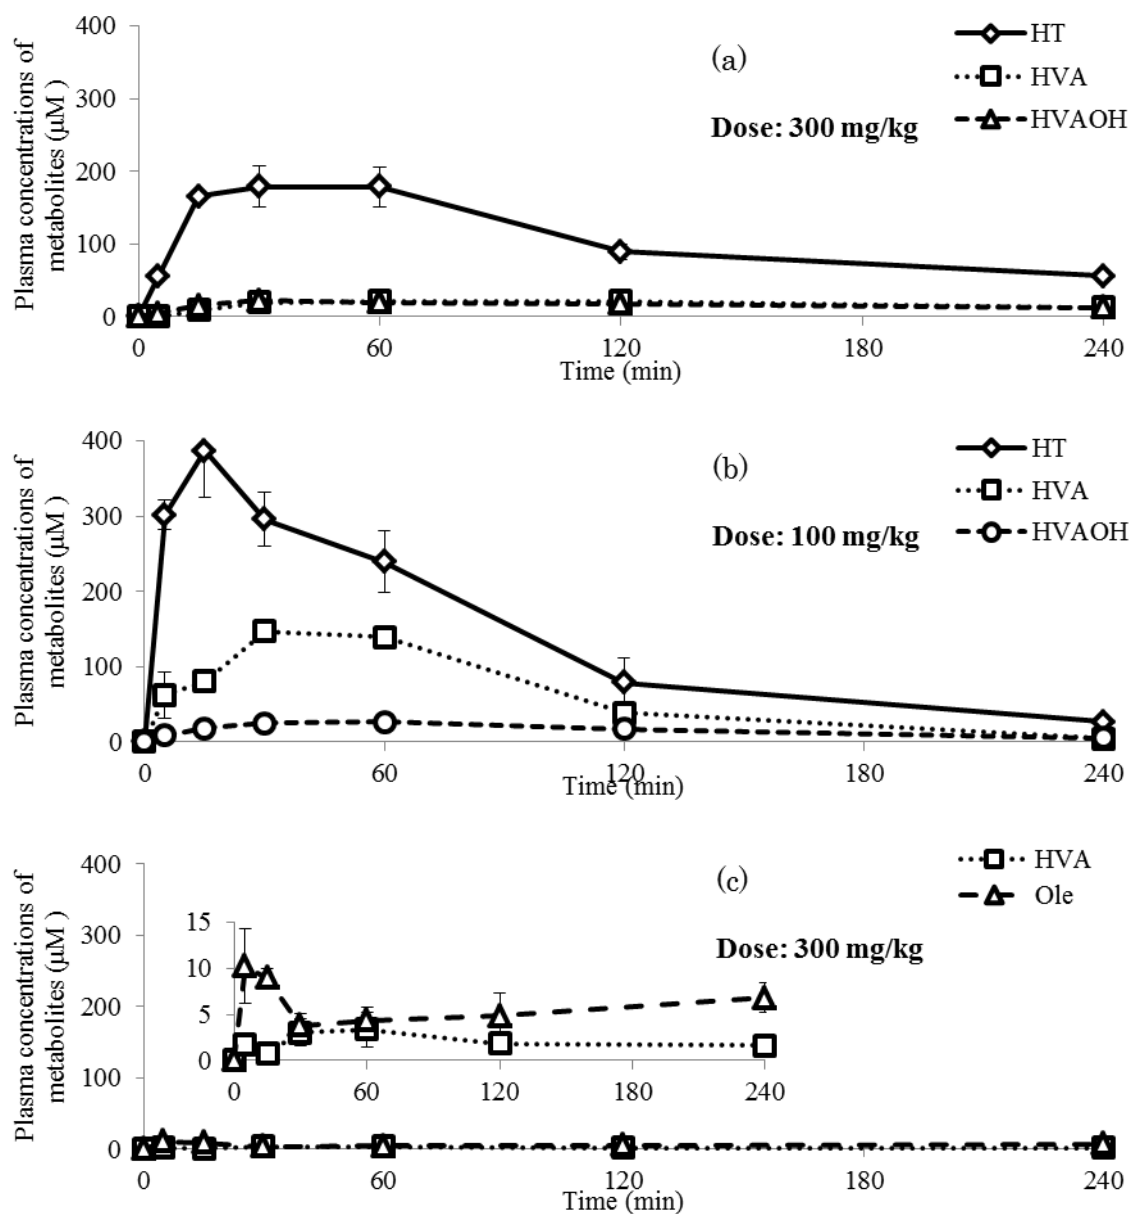 Plasma concentrations of
metabolites (µM )
400
300
200
100
0
(a)
Dose: 300 mg/kg
HT
HVA
HVAOH
0 60 120 180 240
Time (min)
Plasma concentrations of
metabolites (µM )
400
300
200
100
0
(b)
Dose: 100 mg/kg
HT
HVA
HVAOH
0 60 120 180 240
Time (min)
Plasma concentrations of
metabolites (µM )
400
300
200
100
0
(c)
Dose: 300 mg/kg
HVA
Ole
15
10
5
0
0 60 120 180 240
0 60 120 180 240
Time (min)